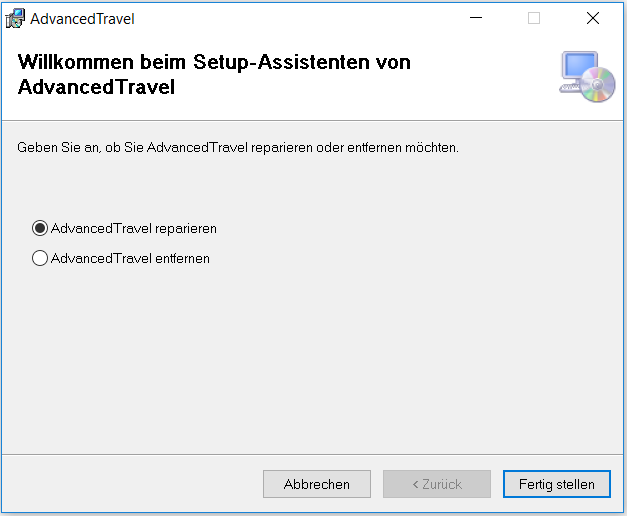 AdvancedTravel
Willkommen beim Setup-Assistenten von
AdvancedTravel
Geben Sie an, ob Sie AdvancedTravel reparieren oder entfernen möchten.
AdvancedTravel reparieren
AdvancedTravel entfernen
Abbrechen
< Zurück
Fertig stellen